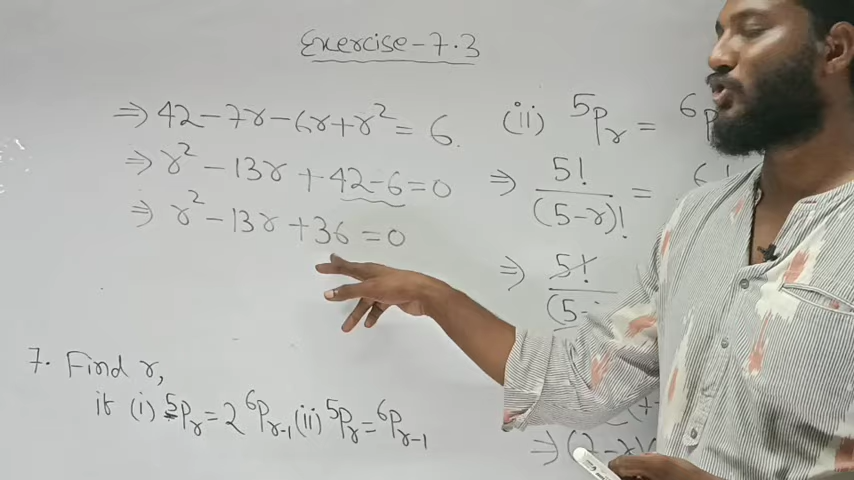 Exercise-7.3
⇒ 42-7r-6r+r² = 6
⇒ r²-13r+42-6=0
⇒ r²-13r+36=0
7. Find r,
if (i) ⁵Pᵣ = 2 ⁶Pᵣ₋₁ (ii) ⁵Pᵣ = ⁶Pᵣ₋₁
(ii) ⁵Pᵣ = ⁶P
⇒ 5!/(5-r)! = 6!
⇒ 5!/(5-
⇒ (2-r)